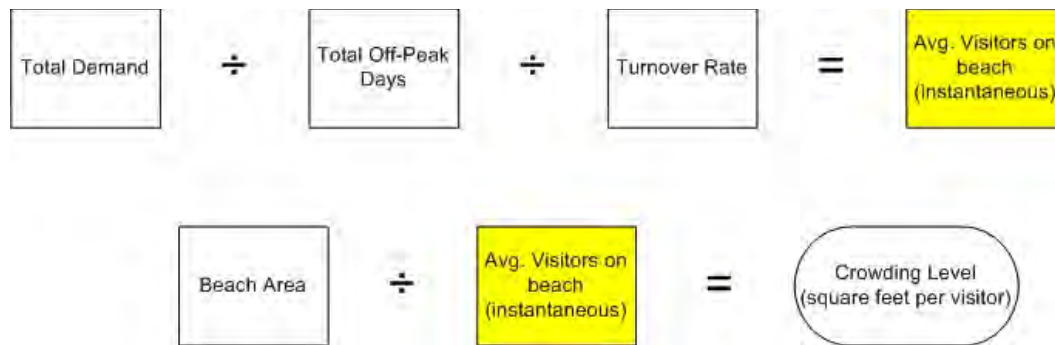 Total Demand ÷ Total Off-Peak Days ÷ Turnover Rate = Avg. Visitors on beach (instantaneous)
Beach Area ÷ Avg. Visitors on beach (instantaneous) = Crowding Level (square feet per visitor)